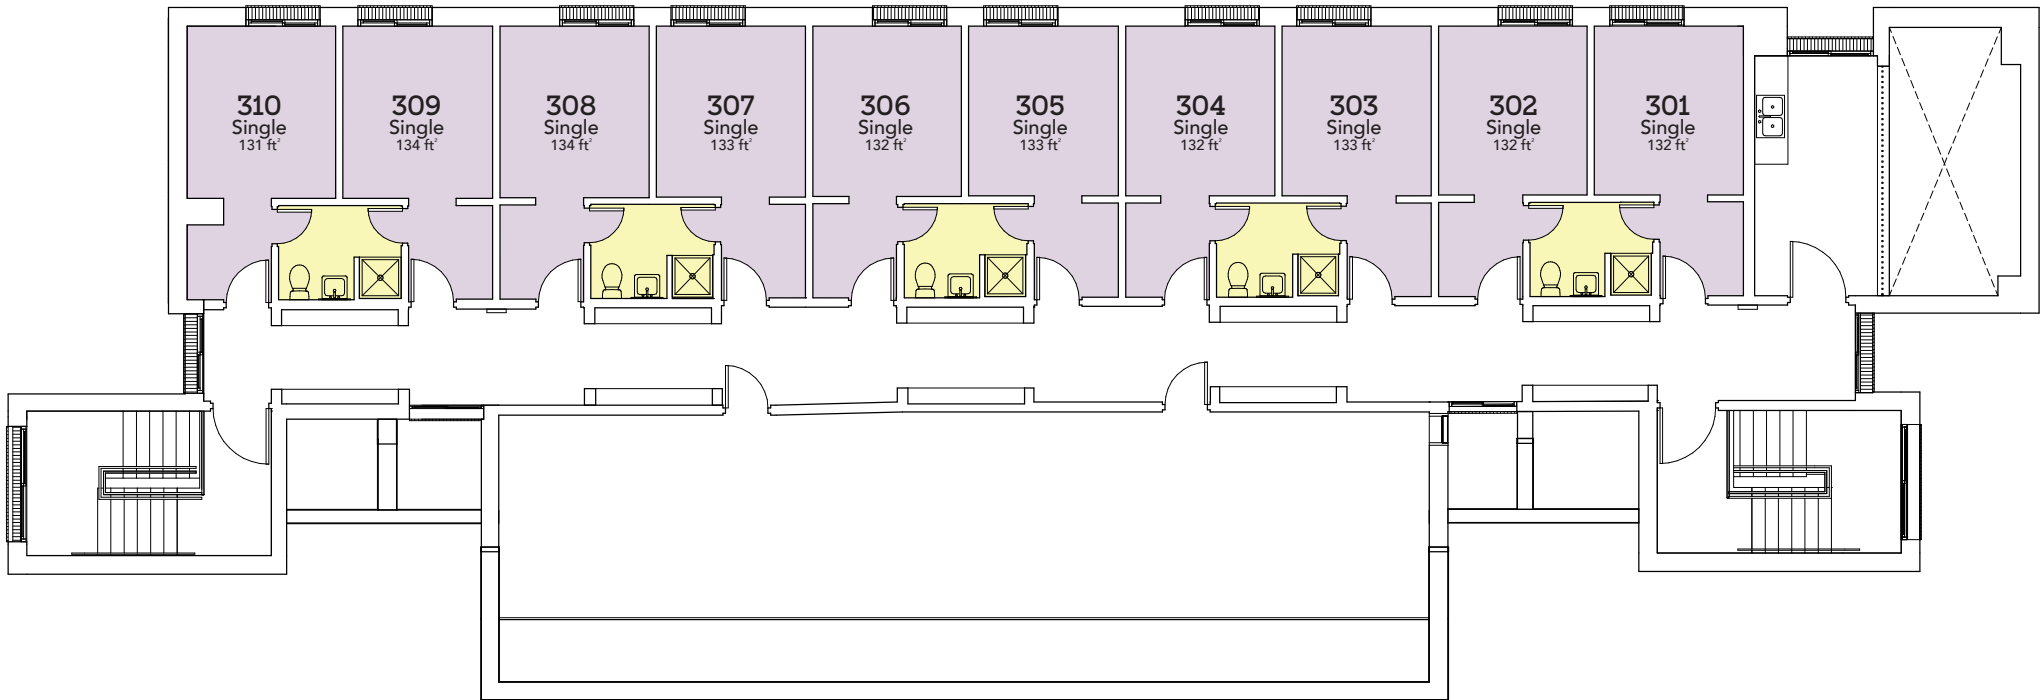 310
Single
131 ft²
309
Single
134 ft²
308
Single
134 ft²
307
Single
133 ft²
306
Single
132 ft²
305
Single
133 ft²
304
Single
132 ft²
303
Single
133 ft²
302
Single
132 ft²
301
Single
132 ft²